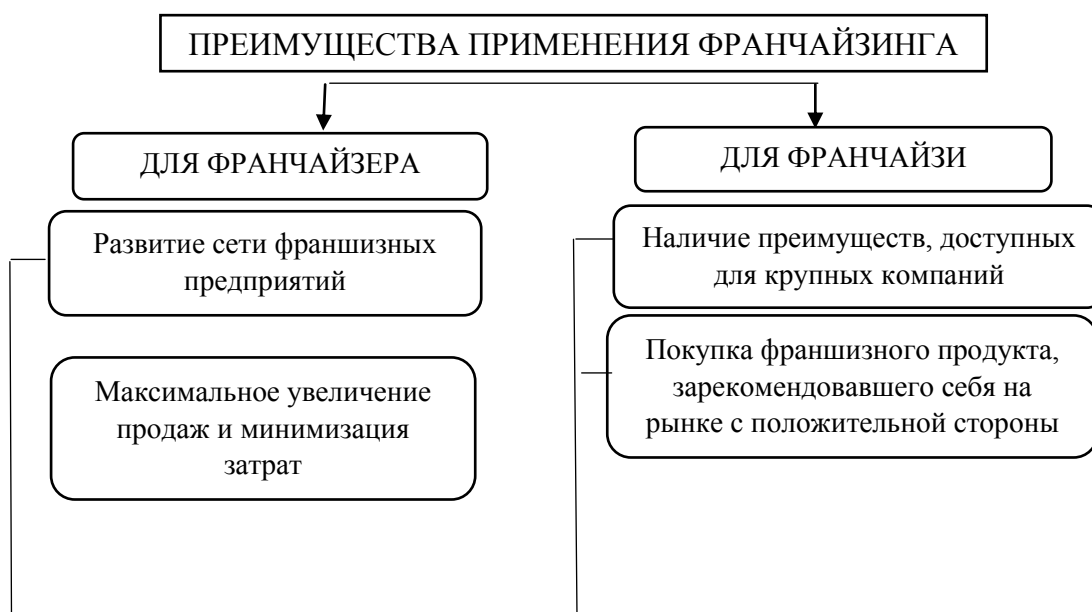 ПРЕИМУЩЕСТВА ПРИМЕНЕНИЯ ФРАНЧАЙЗИНГА
ДЛЯ ФРАНЧАЙЗЕРА
Развитие сети франшизных
предприятий
Максимальное увеличение
продаж и минимизация
затрат
ДЛЯ ФРАНЧАЙЗИ
Наличие преимуществ, доступных
для крупных компаний
Покупка франшизного продукта,
зарекомендовавшего себя на
рынке с положительной стороны